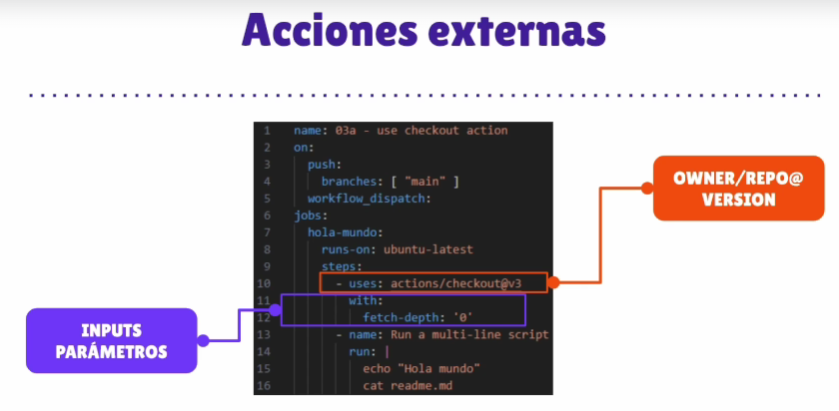 Acciones externas
1 name: 03a - use checkout action
2 on:
3 push:
4 branches: [ "main" ]
5 workflow_dispatch:
6 jobs:
7 hola-mundo:
8 runs-on: ubuntu-latest
9 steps:
10 - uses: actions/checkout@v3
11 with:
12 fetch-depth: '0'
13 - name: Run a multi-line script
14 run: |
15 echo "Hola mundo"
16 cat readme.md
OWNER/REPO@
VERSION
INPUTS
PARÁMETROS